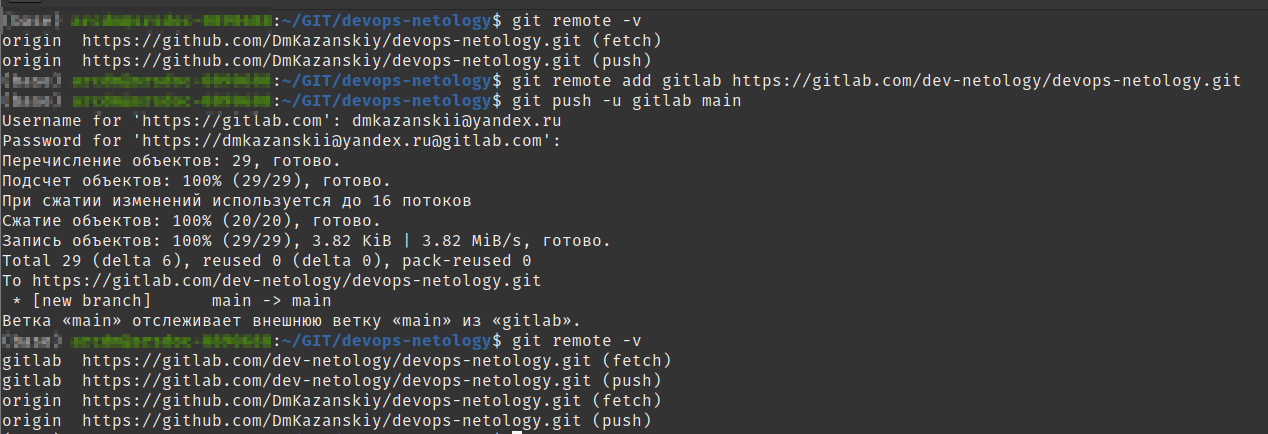 :~/GIT/devops-netology$ git remote -v
origin  https://github.com/DmKazanskiy/devops-netology.git (fetch)
origin  https://github.com/DmKazanskiy/devops-netology.git (push)
:~/GIT/devops-netology$ git remote add gitlab https://gitlab.com/dev-netology/devops-netology.git
:~/GIT/devops-netology$ git push -u gitlab main
Username for 'https://gitlab.com': dmkazanskii@yandex.ru
Password for 'https://dmkazanskii@yandex.ru@gitlab.com':
Перечисление объектов: 29, готово.
Подсчет объектов: 100% (29/29), готово.
При сжатии изменений используется до 16 потоков
Сжатие объектов: 100% (20/20), готово.
Запись объектов: 100% (29/29), 3.82 KiB | 3.82 MiB/s, готово.
Total 29 (delta 6), reused 0 (delta 0), pack-reused 0
To https://gitlab.com/dev-netology/devops-netology.git
 * [new branch]      main -> main
Ветка «main» отслеживает внешнюю ветку «main» из «gitlab».
:~/GIT/devops-netology$ git remote -v
gitlab  https://gitlab.com/dev-netology/devops-netology.git (fetch)
gitlab  https://gitlab.com/dev-netology/devops-netology.git (push)
origin  https://github.com/DmKazanskiy/devops-netology.git (fetch)
origin  https://github.com/DmKazanskiy/devops-netology.git (push)